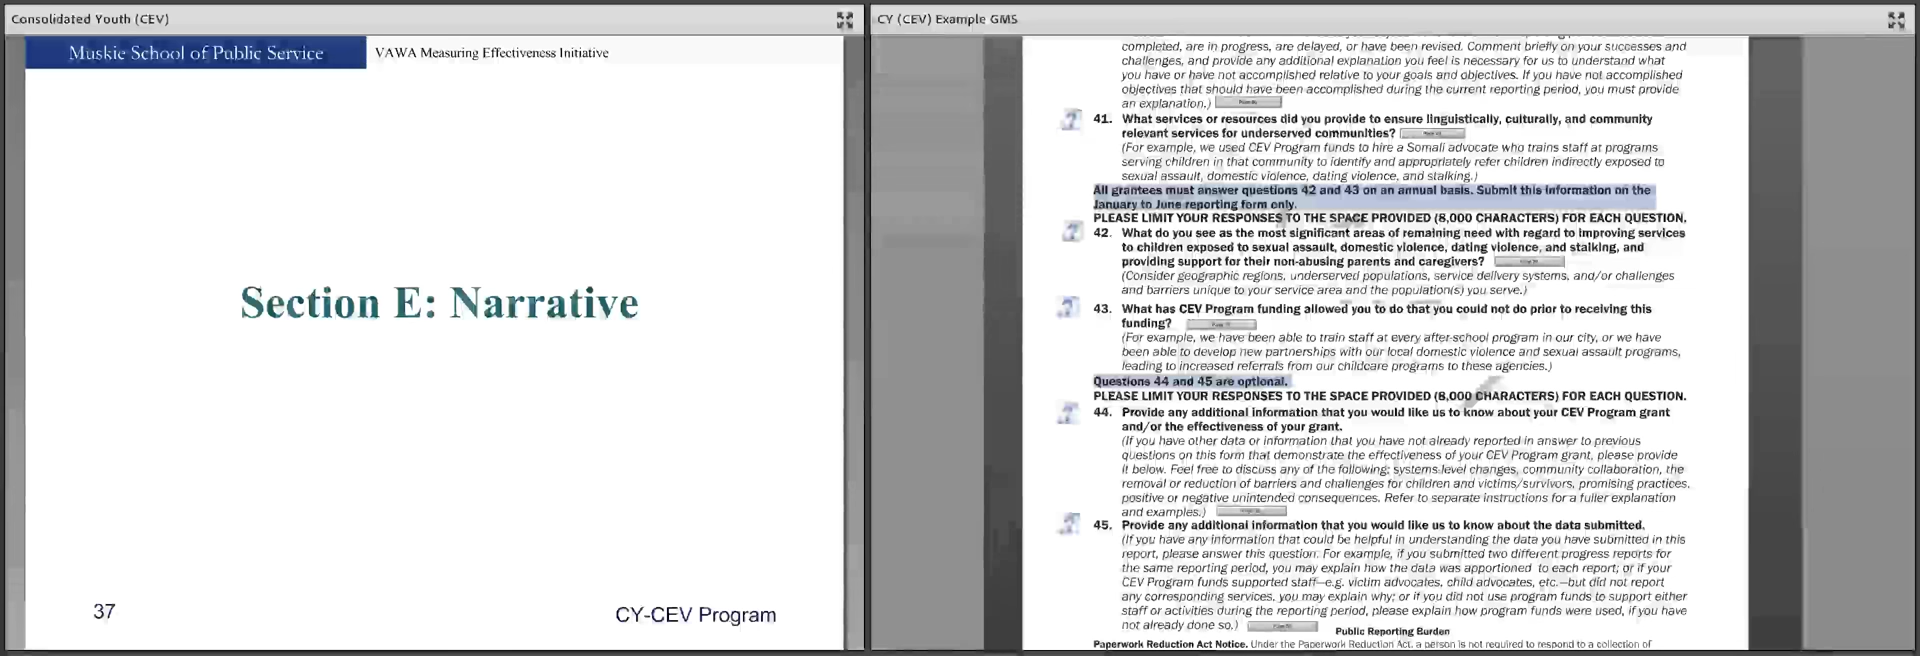 Consolidated Youth (CEV)
Muskie School of Public Service
VAWA Measuring Effectiveness Initiative
Section E: Narrative
37
CY-CEV Program
CY (CEV) Example GMS
completed, are in progress, are delayed, or have been revised. Comment briefly on your successes and
challenges, and provide any additional explanation you feel is necessary for us to understand what
you have or have not accomplished relative to your goals and objectives. If you have not accomplished
objectives that should have been accomplished during the current reporting period, you must provide
an explanation.)
41. What services or resources did you provide to ensure linguistically, culturally, and community
relevant services for underserved communities?
(For example, we used CEV Program funds to hire a Somali advocate who trains staff at programs
serving children in that community to identify and appropriately refer children indirectly exposed to
sexual assault, domestic violence, dating violence, and stalking.)
All grantees must answer questions 42 and 43 on an annual basis. Submit this information on the
January to June reporting form only.
PLEASE LIMIT YOUR RESPONSES TO THE SPACE PROVIDED (8,000 CHARACTERS) FOR EACH QUESTION.
42. What do you see as the most significant areas of remaining need with regard to improving services
to children exposed to sexual assault, domestic violence, dating violence, and stalking, and
providing support for their non-abusing parents and caregivers?
(Consider geographic regions, underserved populations, service delivery systems, and/or challenges
and barriers unique to your service area and the population(s) you serve.)
43. What has CEV Program funding allowed you to do that you could not do prior to receiving this
funding?
(For example, we have been able to train staff at every after-school program in our city, or we have
been able to develop new partnerships with our local domestic violence and sexual assault programs,
leading to increased referrals from our childcare programs to these agencies.)
Questions 44 and 45 are optional.
PLEASE LIMIT YOUR RESPONSES TO THE SPACE PROVIDED (8,000 CHARACTERS) FOR EACH QUESTION.
44. Provide any additional information that you would like us to know about your CEV Program grant
and/or the effectiveness of your grant.
(If you have other data or information that you have not already reported in answer to previous
questions on this form that demonstrate the effectiveness of your CEV Program grant, please provide
it below. Feel free to discuss any of the following: systems-level changes, community collaboration, the
removal or reduction of barriers and challenges for children and victims/survivors, promising practices,
positive or negative unintended consequences. Refer to separate instructions for a fuller explanation
and examples.)
45. Provide any additional information that you would like us to know about the data submitted.
(If you have any information that could be helpful in understanding the data you have submitted in this
report, please answer this question. For example, if you submitted two different progress reports for
the same reporting period, you may explain how the data was apportioned to each report; or if your
CEV Program funds supported staff—e.g. victim advocates, child advocates, etc.—but did not report
any corresponding services, you may explain why; or if you did not use program funds to support either
staff or activities during the reporting period, please explain how program funds were used, if you have
not already done so.)
Public Reporting Burden
Paperwork Reduction Act Notice. Under the Paperwork Reduction Act, a person is not required to respond to a collection of